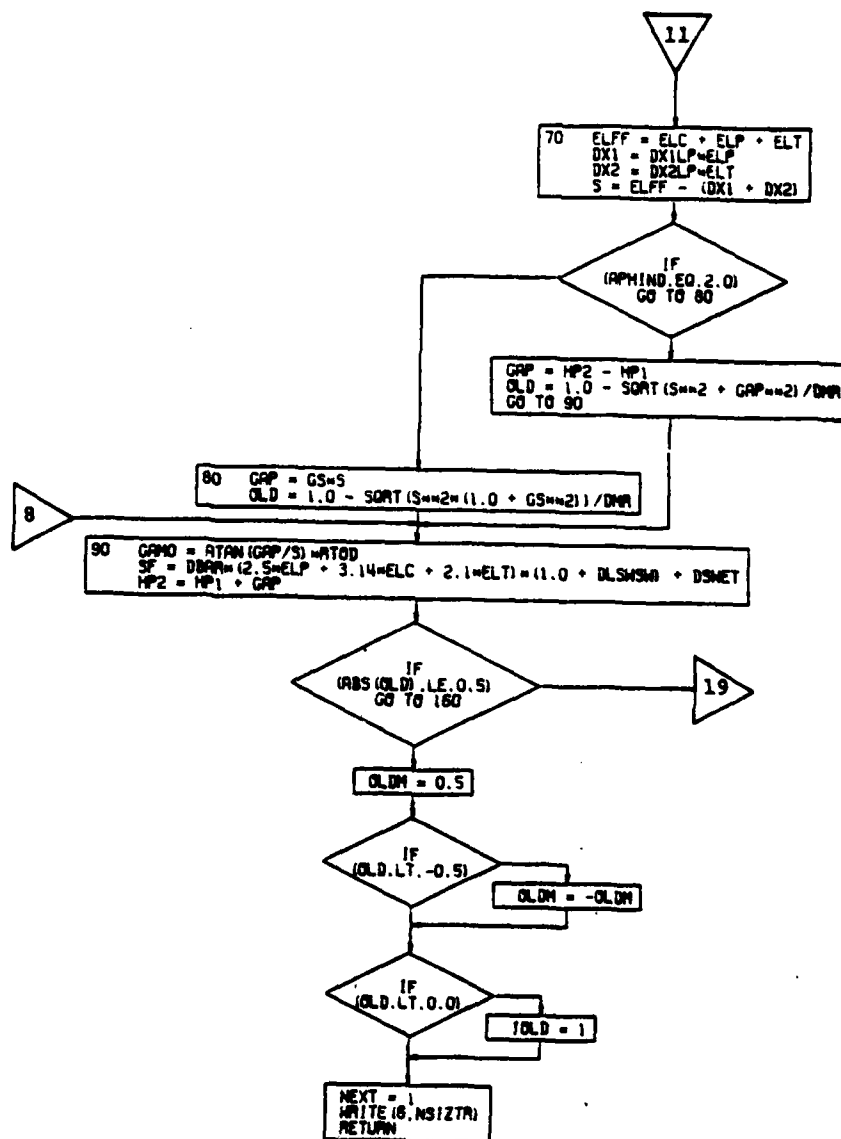 11
70 ELFF = ELC + ELP + ELT
DX1 = DX1LP*ELP
DX2 = DX2LP*ELT
S = ELFF - (DX1 + DX2)
IF
(APHIND.EQ.2.0)
GO TO 80
GAP = HP2 - HP1
OLD = 1.0 - SQRT(S**2 + GAP**2)/DMR
GO TO 90
80 GAP = GS*S
OLD = 1.0 - SQRT(S**2*(1.0 + GS**2))/DMR
8
90 GAMO = ATAN(GAP/S)*RTOD
SF = DBAR*(2.5*ELP + 3.14*ELC + 2.1*ELT)*(1.0 + DLSWSW) + DSWET
HP2 = HP1 + GAP
IF
(ABS(OLD).LE.0.5)
GO TO 160
19
OLDM = 0.5
IF
(OLD.LT.-0.5)
OLDM = -OLDM
IF
(OLD.LT.0.0)
IOLD = 1
NEXT = 1
WRITE(6,NSIZTR)
RETURN